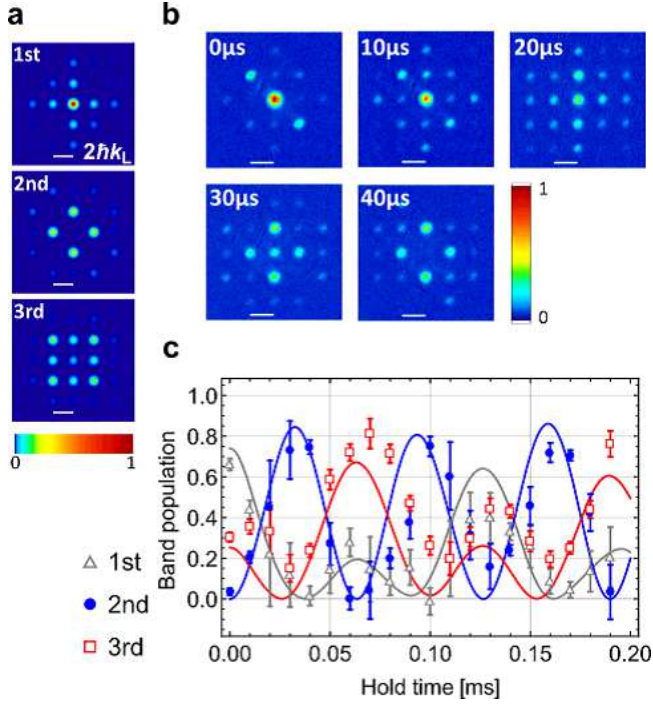 a
1st
2ħk_L
2nd
3rd
0 1
b
0μs
10μs
20μs
30μs
40μs
1
0
c
1.0
0.8
0.6
0.4
0.2
0.0
Band population
0.00 0.05 0.10 0.15 0.20
Hold time [ms]
1st
2nd
3rd